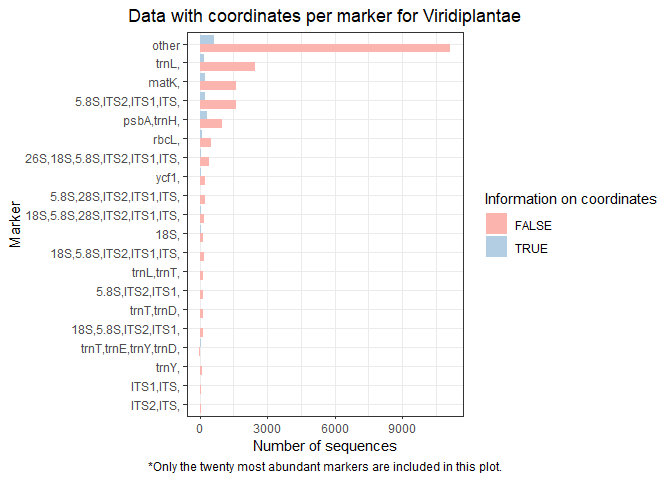 Data with coordinates per marker for Viridiplantae
other
trnL,
matK,
5.8S,ITS2,ITS1,ITS,
psbA,trnH,
rbcL,
26S,18S,5.8S,ITS2,ITS1,ITS,
ycf1,
5.8S,28S,ITS2,ITS1,ITS,
18S,5.8S,28S,ITS2,ITS1,ITS,
18S,
18S,5.8S,ITS2,ITS1,ITS,
trnL,trnT,
5.8S,ITS2,ITS1,
trnT,trnD,
18S,5.8S,ITS2,ITS1,
trnT,trnE,trnY,trnD,
trnY,
ITS1,ITS,
ITS2,ITS,
Marker
0 3000 6000 9000
Number of sequences
Information on coordinates
FALSE
TRUE
*Only the twenty most abundant markers are included in this plot.